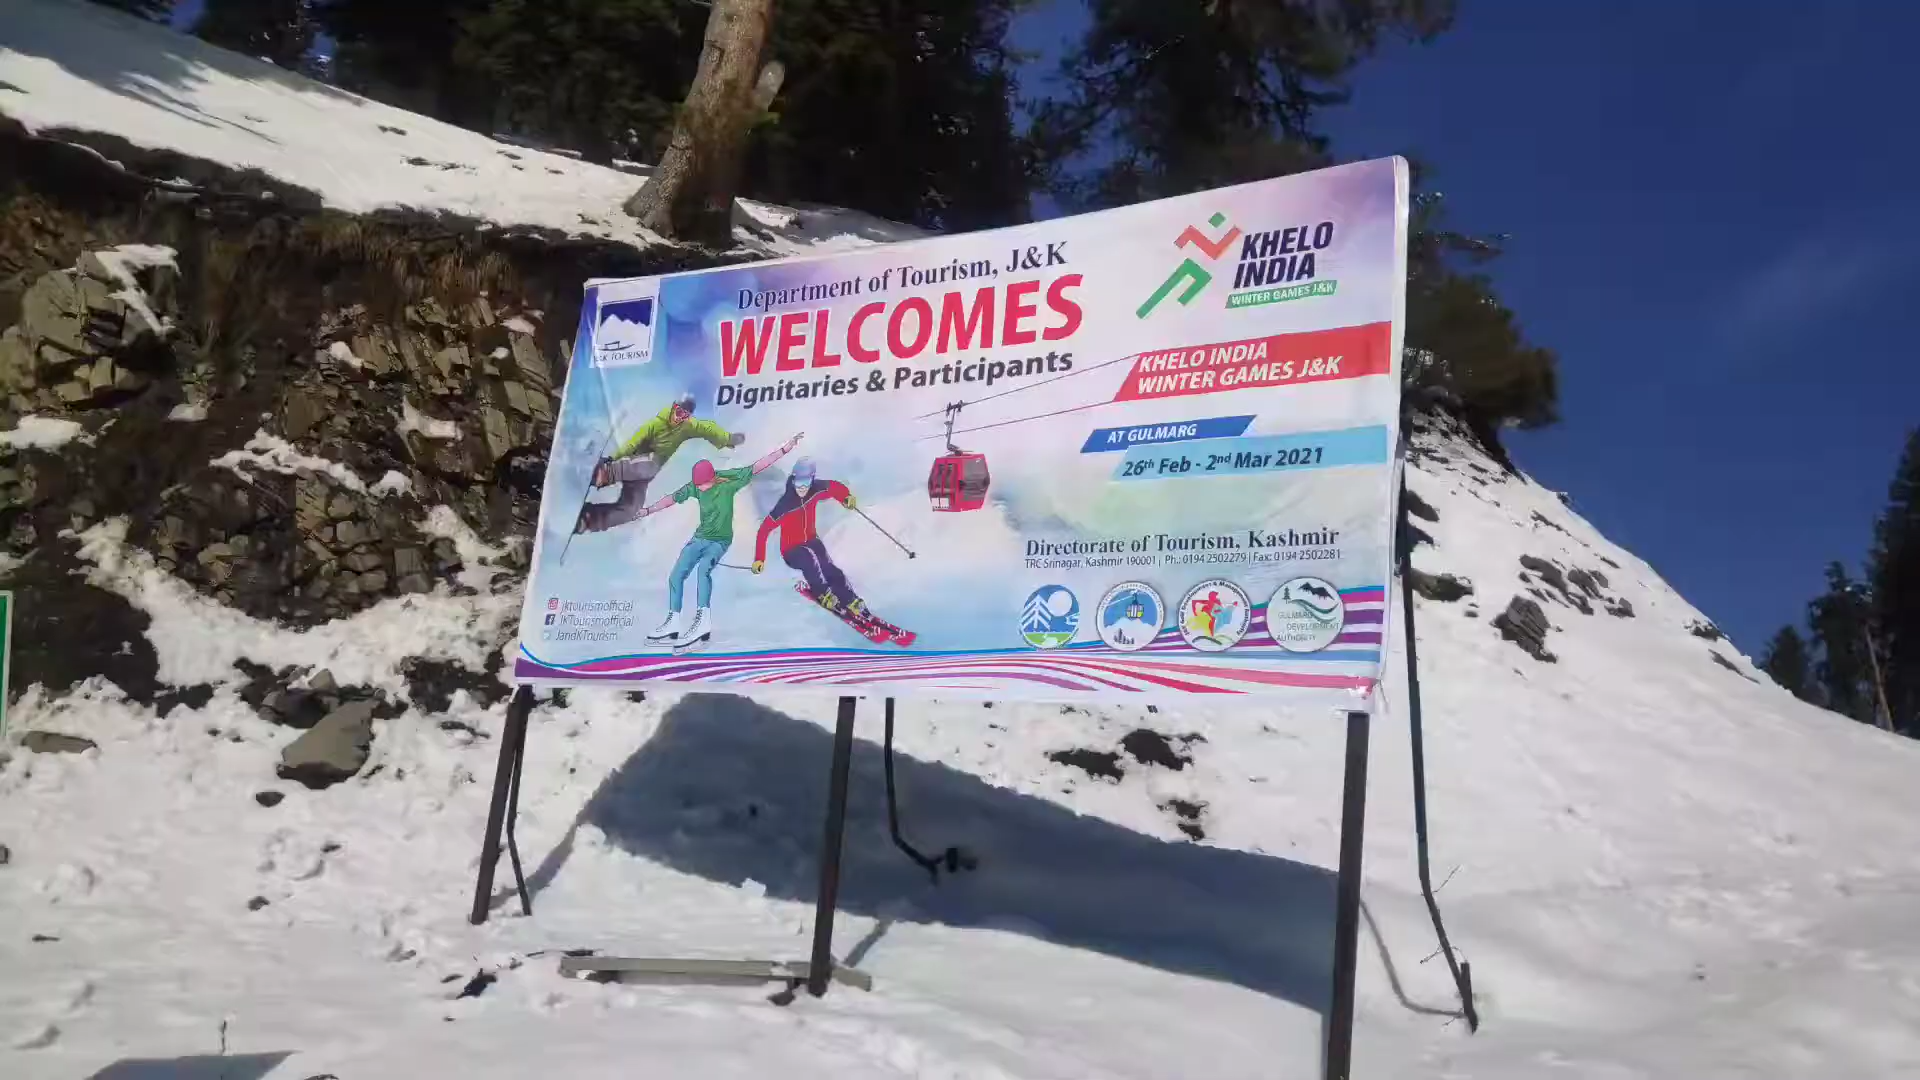 J&K TOURISM
Department of Tourism, J&K
WELCOMES
Dignitaries & Participants
KHELO
INDIA
WINTER GAMES J&K
KHELO INDIA
WINTER GAMES J&K
AT GULMARG
26th Feb - 2nd Mar 2021
Directorate of Tourism, Kashmir
TRC Srinagar, Kashmir 190001 | Ph.: 0194 2502279 | Fax: 0194 2502281
jktourismofficial
JKTourismofficial
JandKTourism
GULMARG
DEVELOPMENT
AUTHORITY